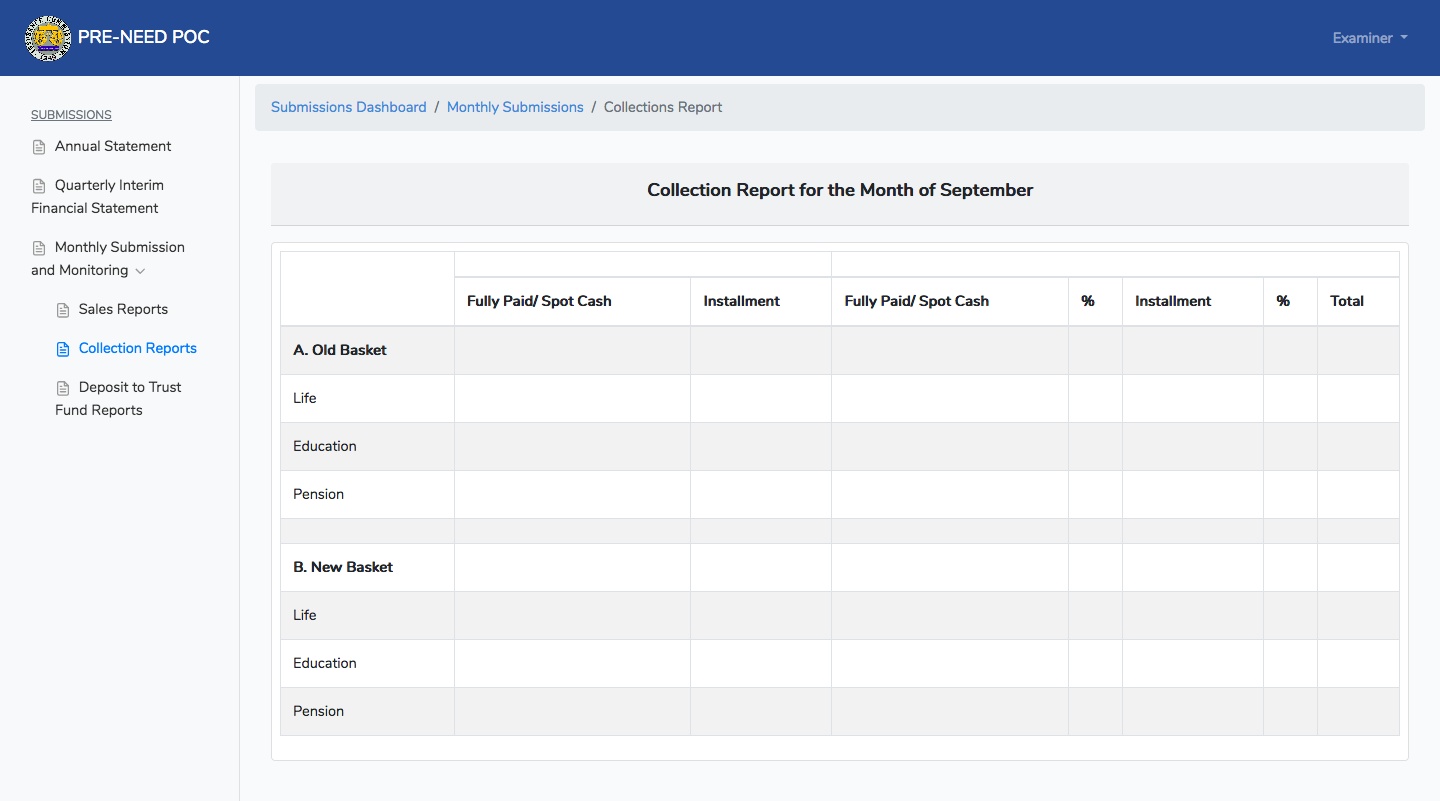 PRE-NEED POC
Examiner
SUBMISSIONS
Annual Statement
Quarterly Interim
Financial Statement
Monthly Submission
and Monitoring
Sales Reports
Collection Reports
Deposit to Trust
Fund Reports
Submissions Dashboard / Monthly Submissions / Collections Report
Collection Report for the Month of September
Fully Paid/ Spot Cash Installment Fully Paid/ Spot Cash % Installment % Total
A. Old Basket
Life
Education
Pension
B. New Basket
Life
Education
Pension